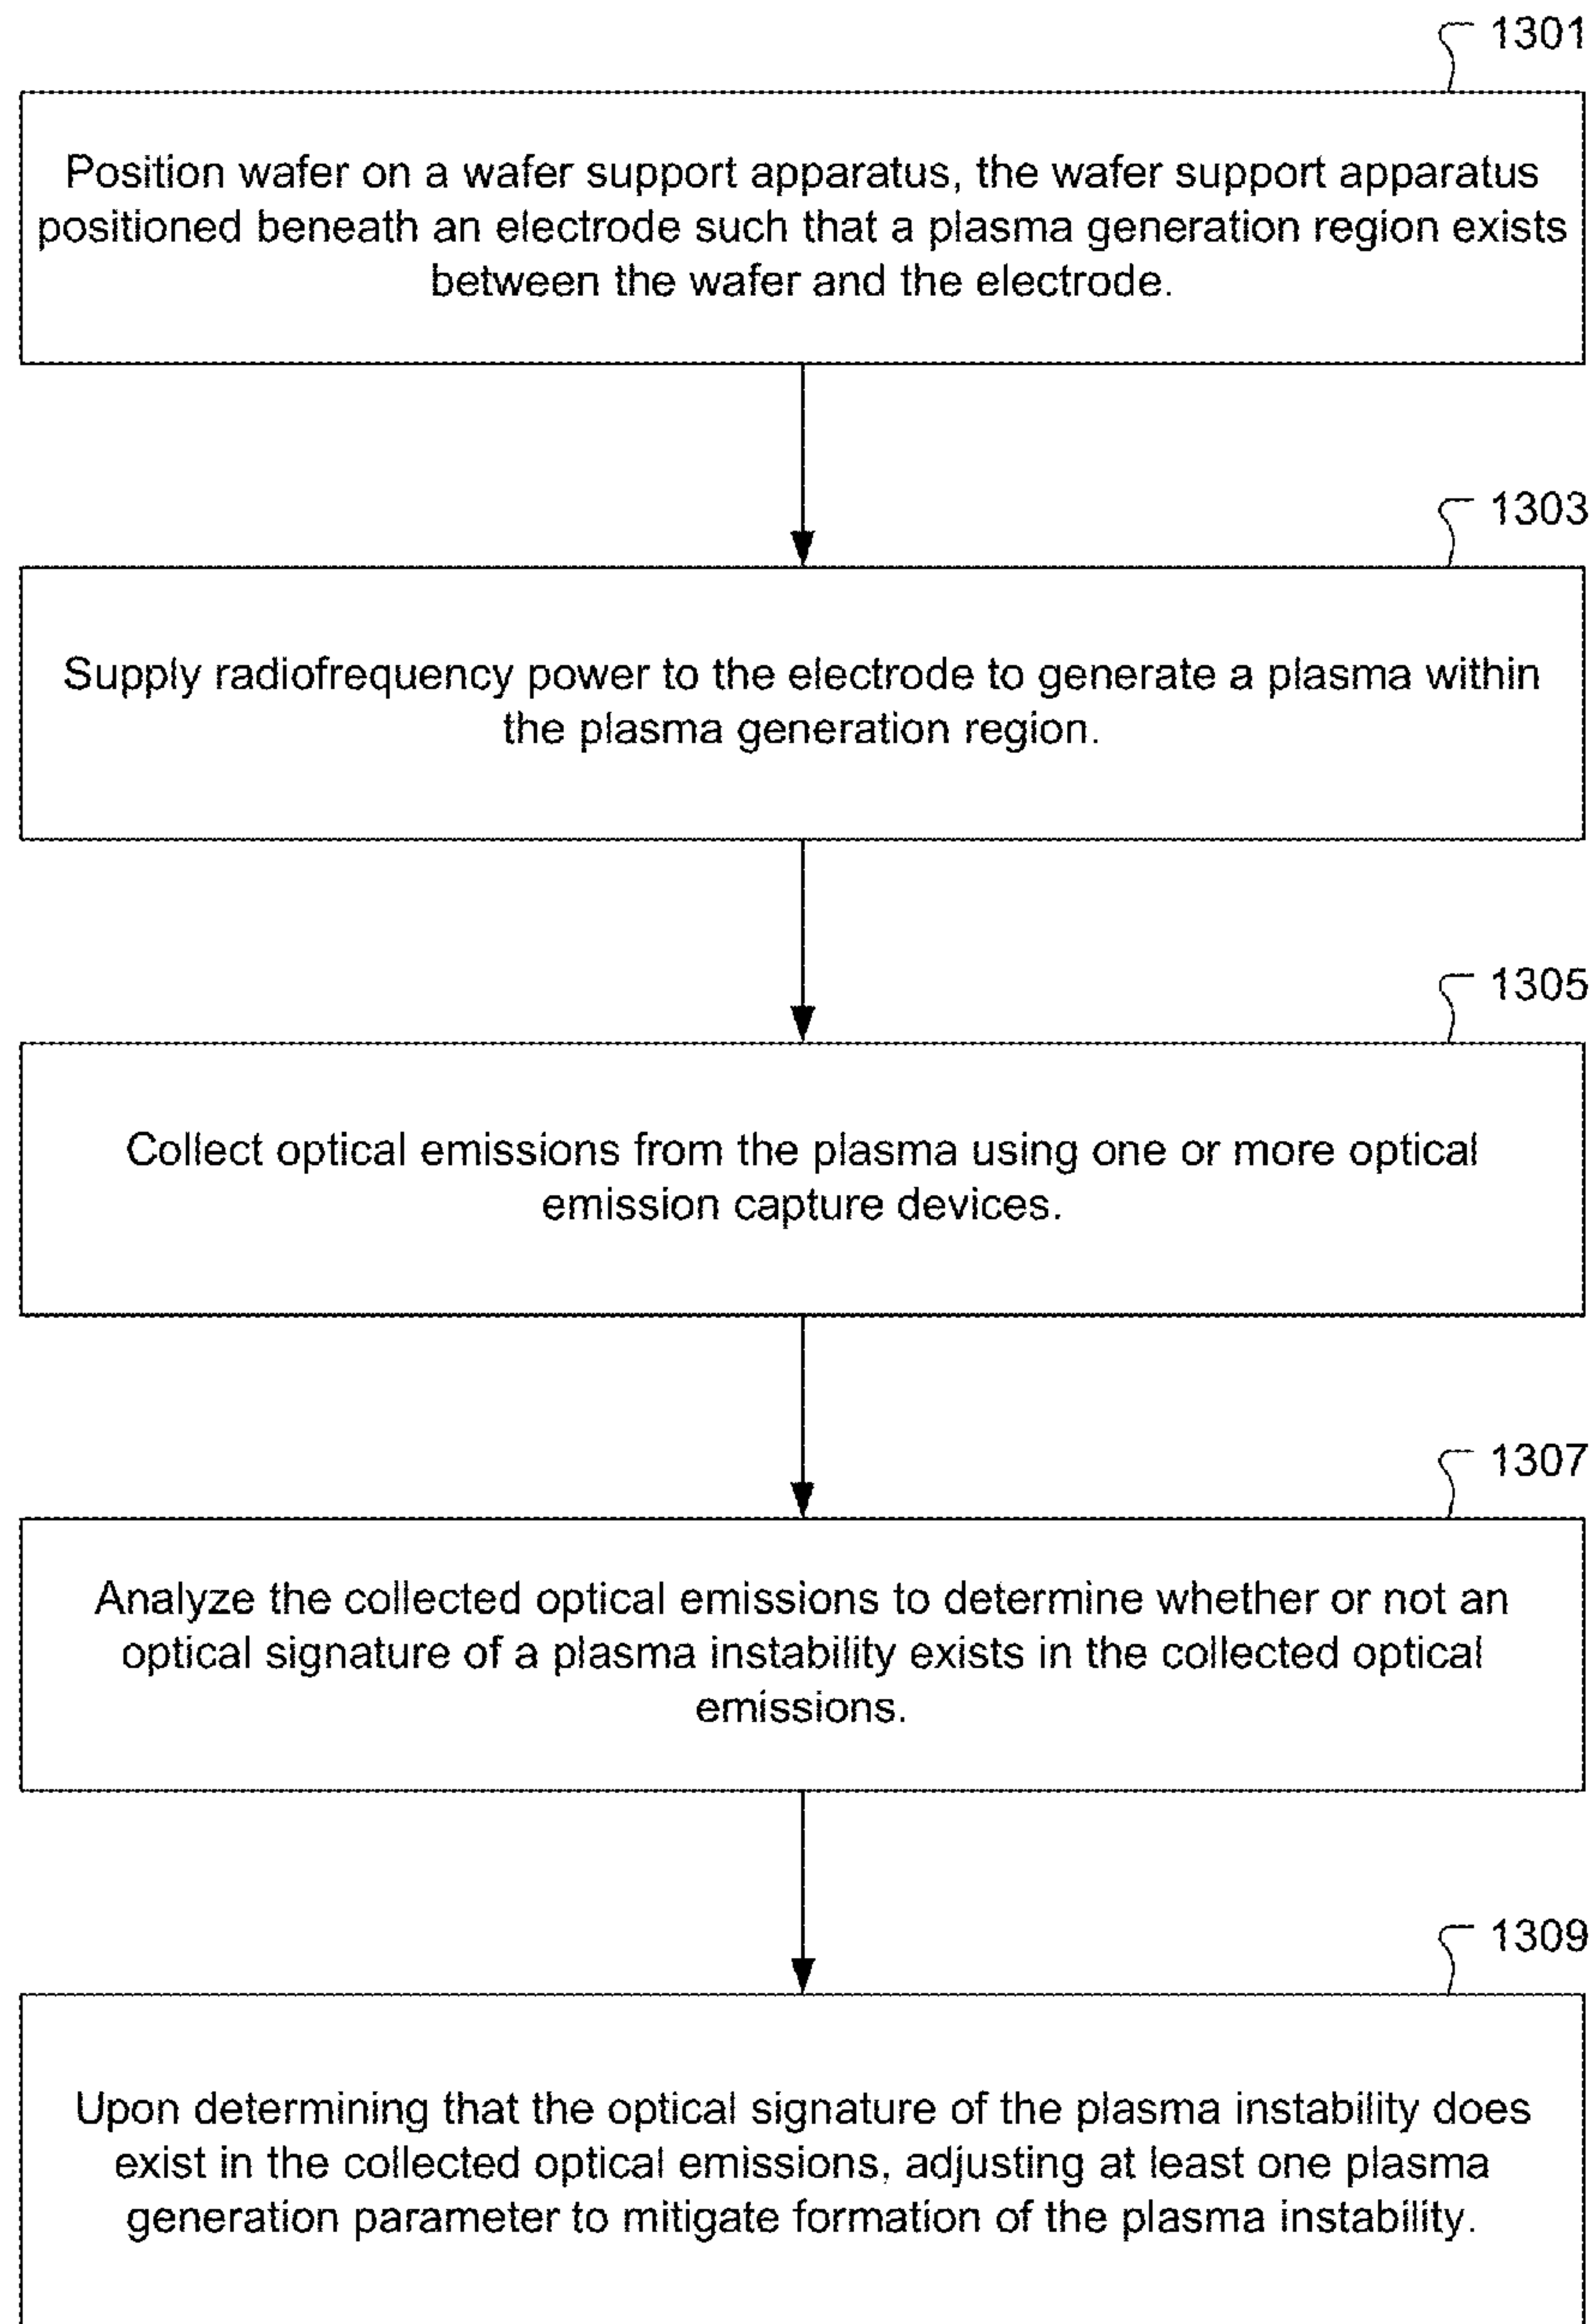 1301
Position wafer on a wafer support apparatus, the wafer support apparatus
positioned beneath an electrode such that a plasma generation region exists
between the wafer and the electrode.
1303
Supply radiofrequency power to the electrode to generate a plasma within
the plasma generation region.
1305
Collect optical emissions from the plasma using one or more optical
emission capture devices.
1307
Analyze the collected optical emissions to determine whether or not an
optical signature of a plasma instability exists in the collected optical
emissions.
1309
Upon determining that the optical signature of the plasma instability does
exist in the collected optical emissions, adjusting at least one plasma
generation parameter to mitigate formation of the plasma instability.